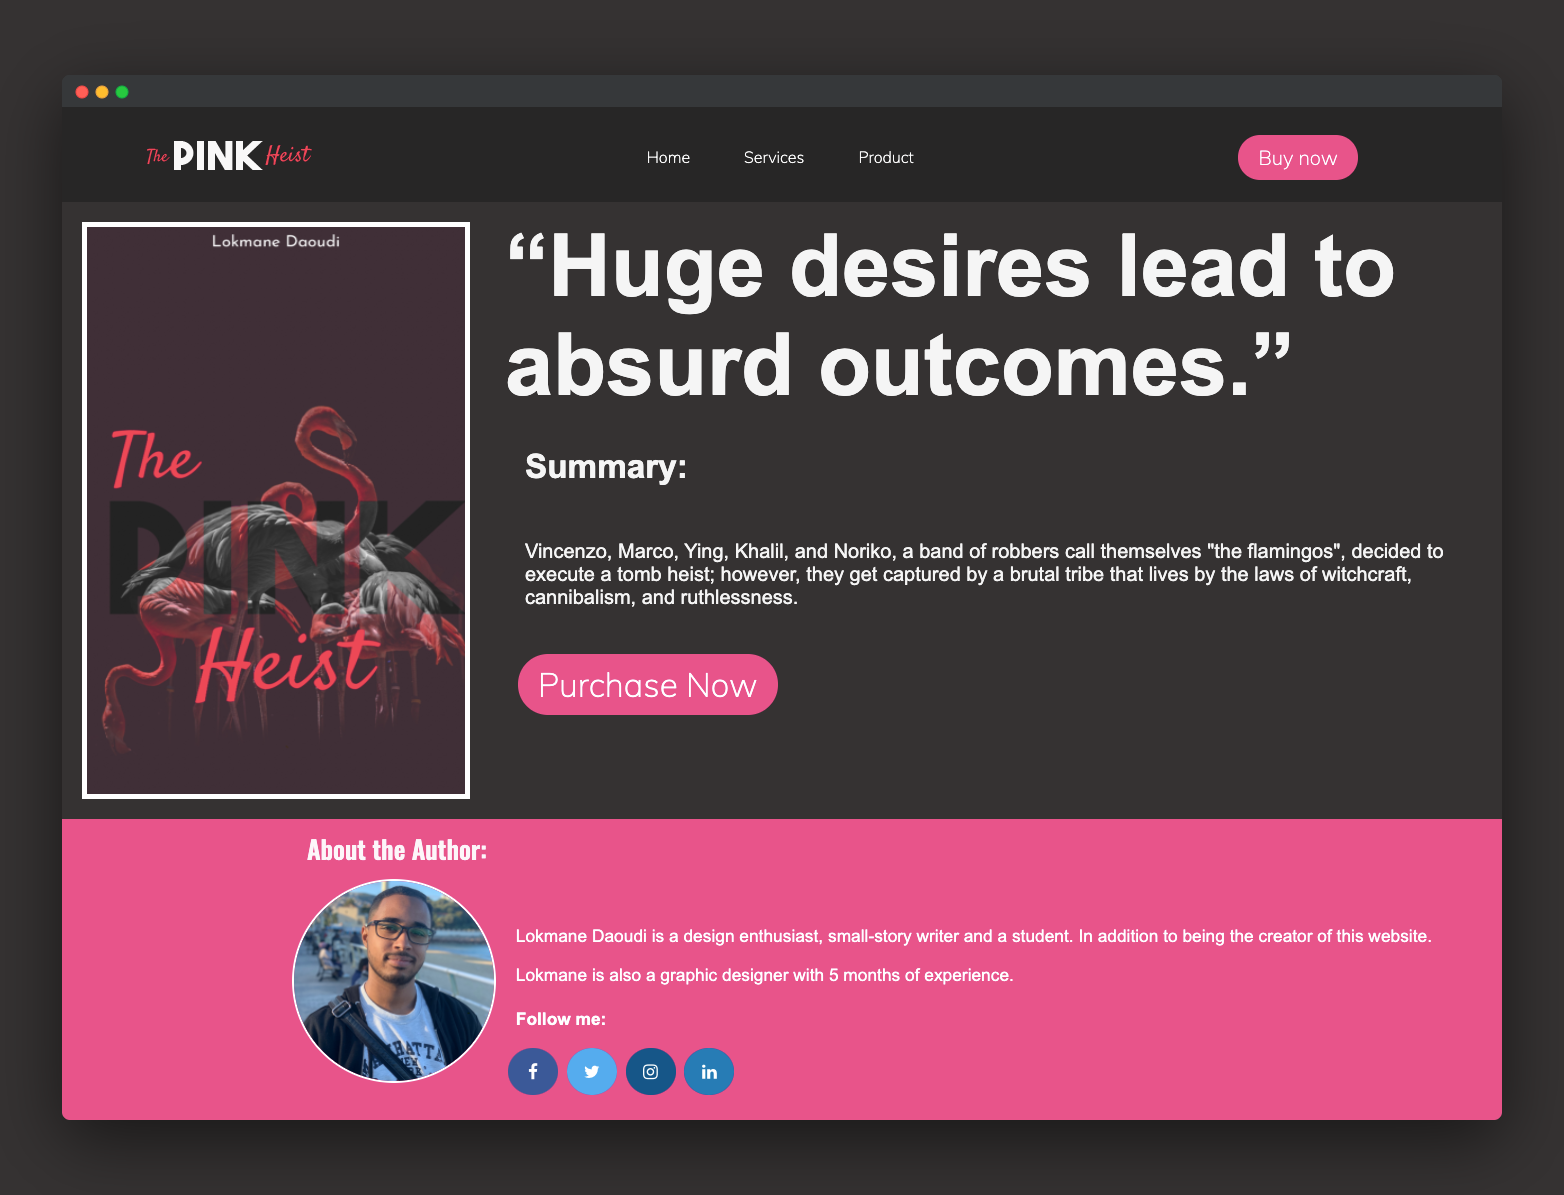 The PINK Heist
Home
Services
Product
Buy now
Lokmane Daoudi
The
PINK
Heist
“Huge desires lead to
absurd outcomes.”
Summary:
Vincenzo, Marco, Ying, Khalil, and Noriko, a band of robbers call themselves "the flamingos", decided to
execute a tomb heist; however, they get captured by a brutal tribe that lives by the laws of witchcraft,
cannibalism, and ruthlessness.
Purchase Now
About the Author:
Lokmane Daoudi is a design enthusiast, small-story writer and a student. In addition to being the creator of this website.
Lokmane is also a graphic designer with 5 months of experience.
Follow me: